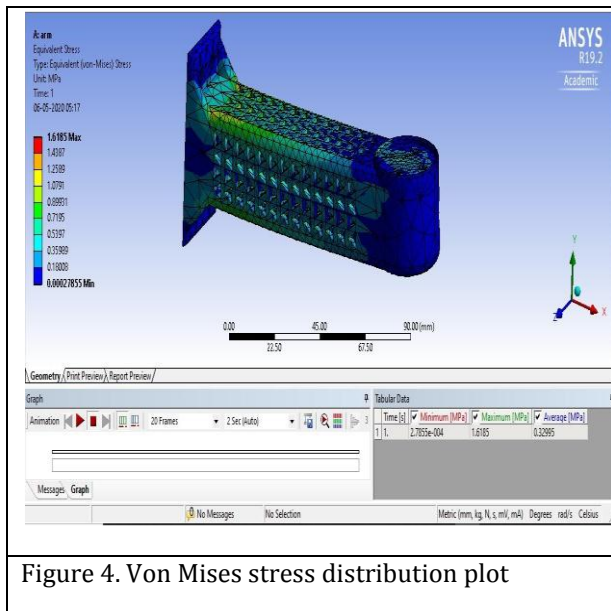 A: arm
Equivalent Stress
Type: Equivalent (von-Mises) Stress
Unit: MPa
Time: 1
06-05-2020 05:17
1.6185 Max
1.4387
1.2589
1.0791
0.89931
0.7195
0.5397
0.35989
0.18008
0.00027855 Min
ANSYS
R19.2
Academic
Y
X
Z
0.00 45.00 90.00 (mm)
22.50 67.50
Geometry Print Preview Report Preview
Graph
Animation 20 Frames 2 Sec (Auto) 3
Messages Graph
Tabular Data
Time [s] Minimum [MPa] Maximum [MPa] Average [MPa]
1 1. 2.7855e-004 1.6185 0.32995
No Messages No Selection Metric (mm, kg, N, s, mV, mA) Degrees rad/s Celsius
Figure 4. Von Mises stress distribution plot